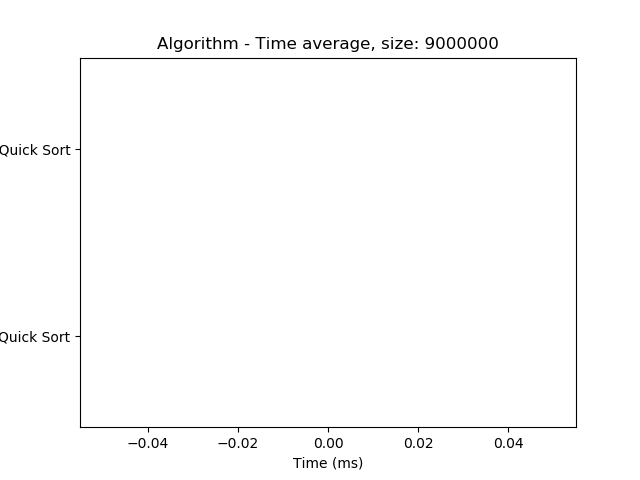 Algorithm - Time average, size: 9000000
Quick Sort
Quick Sort
−0.04 −0.02 0.00 0.02 0.04
Time (ms)